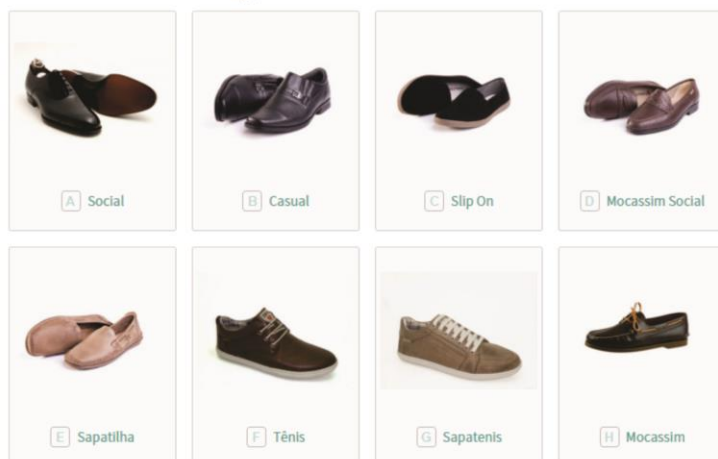 A Social
B Casual
C Slip On
D Mocassim Social
E Sapatilha
F Tênis
G Sapatenis
H Mocassim